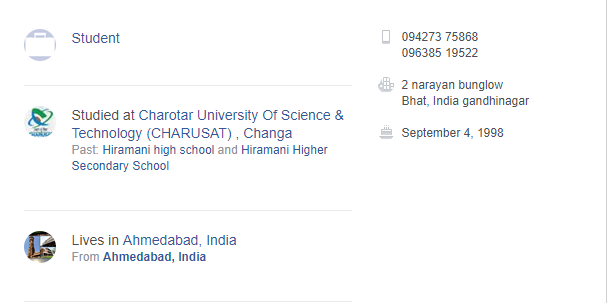 Student
Studied at Charotar University Of Science &
Technology (CHARUSAT) , Changa
Past: Hiramani high school and Hiramani Higher
Secondary School
Lives in Ahmedabad, India
From Ahmedabad, India
094273 75868
096385 19522
2 narayan bunglow
Bhat, India gandhinagar
September 4, 1998